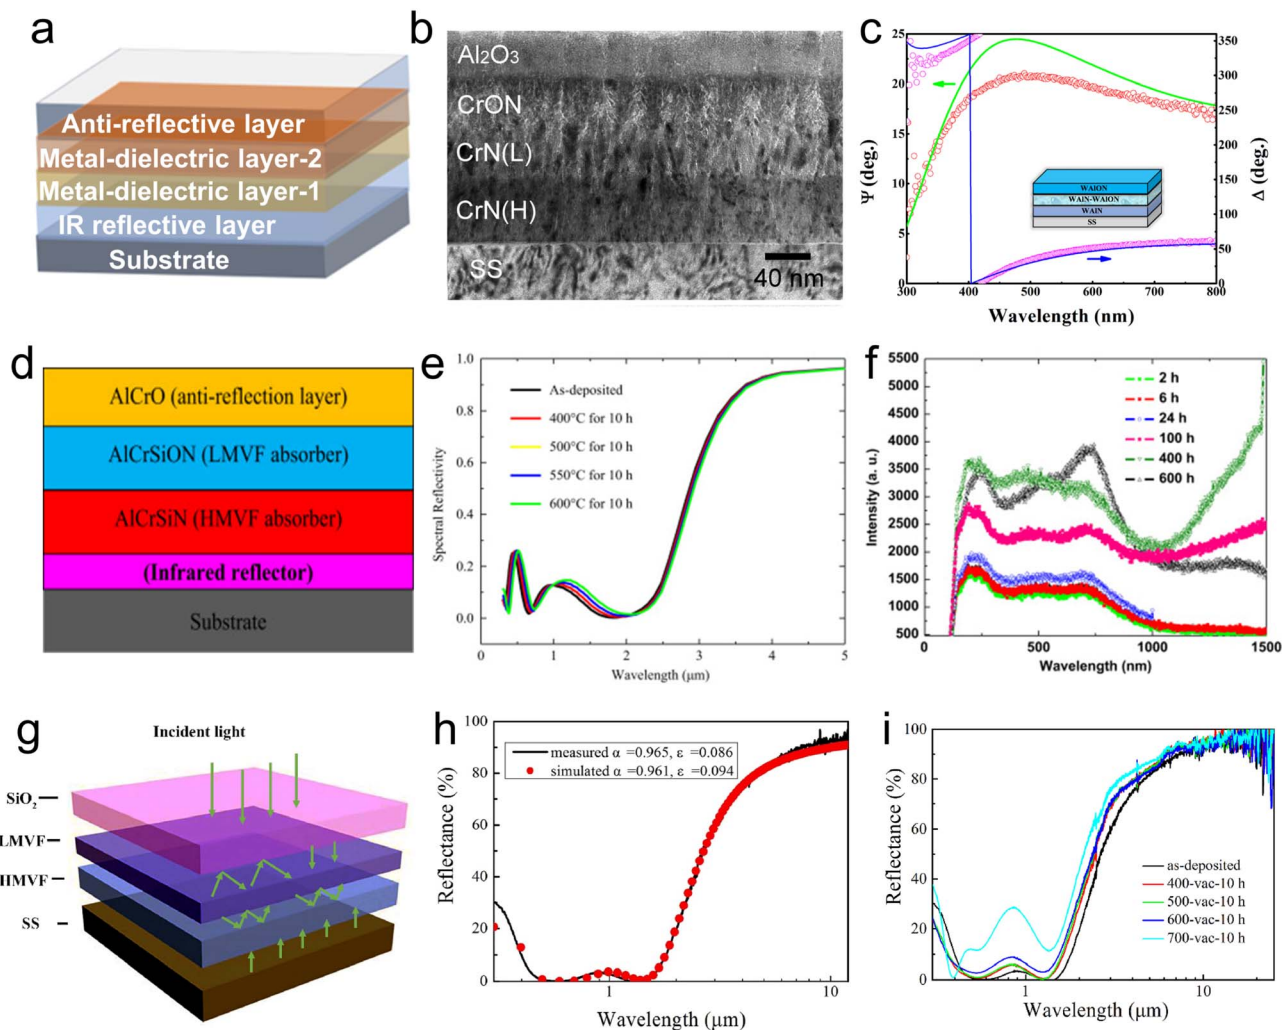 a
Anti-reflective layer
Metal-dielectric layer-2
Metal-dielectric layer-1
IR reflective layer
Substrate
b
Al₂O₃
CrON
CrN(L)
CrN(H)
SS
40 nm
c
25
20
15
10
5
0
Ψ (deg.)
350
300
250
200
150
100
50
0
Δ (deg.)
WAlON
WAlN-WAlON
WAlN
SS
300 400 500 600 700 800
Wavelength (nm)
d
AlCrO (anti-reflection layer)
AlCrSiON (LMVF absorber)
AlCrSiN (HMVF absorber)
(Infrared reflector)
Substrate
e
1.0
0.8
0.6
0.4
0.2
0.0
Spectral Reflectivity
As-deposited
400°C for 10 h
500°C for 10 h
550°C for 10 h
600°C for 10 h
0 1 2 3 4 5
Wavelength (μm)
f
5500
5000
4500
4000
3500
3000
2500
2000
1500
1000
500
Intensity (a. u.)
2 h
6 h
24 h
100 h
400 h
600 h
0 500 1000 1500
Wavelength (nm)
g
Incident light
SiO₂
LMVF
HMVF
SS
h
100
80
60
40
20
0
Reflectance (%)
measured α =0.965, ε =0.086
simulated α =0.961, ε =0.094
1 10
Wavelength (μm)
i
100
80
60
40
20
0
Reflectance (%)
as-deposited
400-vac-10 h
500-vac-10 h
600-vac-10 h
700-vac-10 h
1 10
Wavelength (μm)